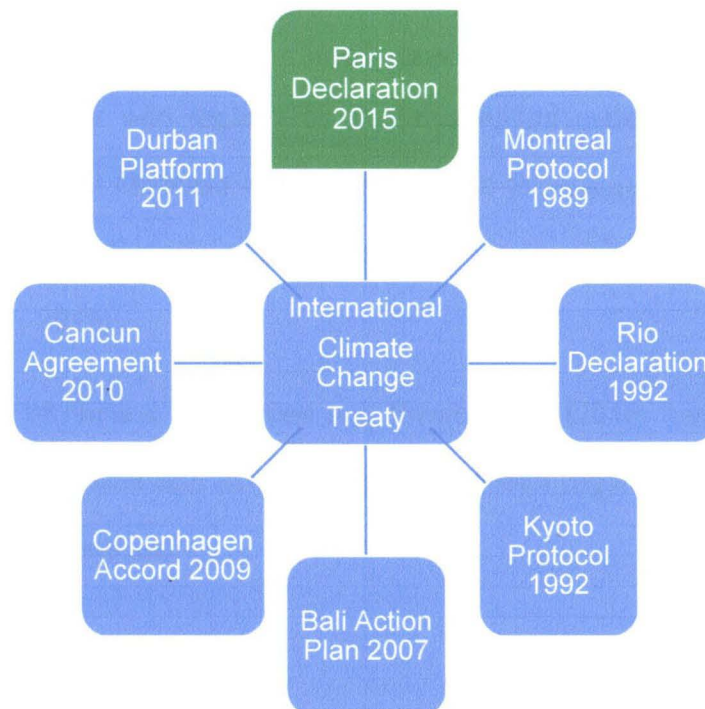 Paris
Declaration
2015
Montreal
Protocol
1989
Rio
Declaration
1992
Kyoto
Protocol
1992
Bali Action
Plan 2007
Copenhagen
Accord 2009
Cancun
Agreement
2010
Durban
Platform
2011
International
Climate
Change
Treaty